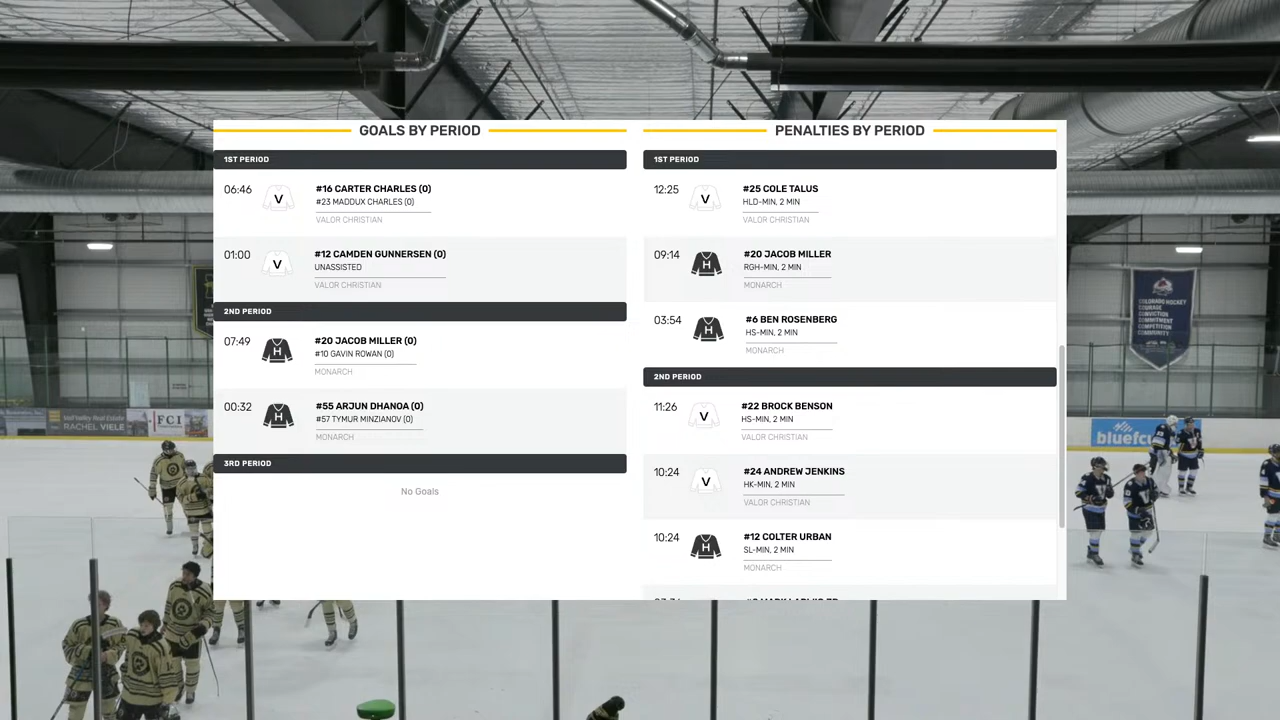 GOALS BY PERIOD
1ST PERIOD
06:46
V
#16 CARTER CHARLES (0)
#23 MADDUX CHARLES (0)
VALOR CHRISTIAN
01:00
V
#12 CAMDEN GUNNERSEN (0)
UNASSISTED
VALOR CHRISTIAN
2ND PERIOD
07:49
H
#20 JACOB MILLER (0)
#10 GAVIN ROWAN (0)
MONARCH
00:32
H
#55 ARJUN DHANOA (0)
#57 TYMUR MINZIANOV (0)
MONARCH
3RD PERIOD
No Goals
PENALTIES BY PERIOD
1ST PERIOD
12:25
V
#25 COLE TALUS
HLD-MIN, 2 MIN
VALOR CHRISTIAN
09:14
H
#20 JACOB MILLER
RGH-MIN, 2 MIN
MONARCH
03:54
H
#6 BEN ROSENBERG
HS-MIN, 2 MIN
MONARCH
2ND PERIOD
11:26
V
#22 BROCK BENSON
HS-MIN, 2 MIN
VALOR CHRISTIAN
10:24
V
#24 ANDREW JENKINS
HK-MIN, 2 MIN
VALOR CHRISTIAN
10:24
H
#12 COLTER URBAN
SL-MIN, 2 MIN
MONARCH
COLORADO HOCKEY
COURAGE
CONVICTION
COMMITMENT
COMPETITION
COMMUNITY
RACHEL VIELE
FCI
bluefc